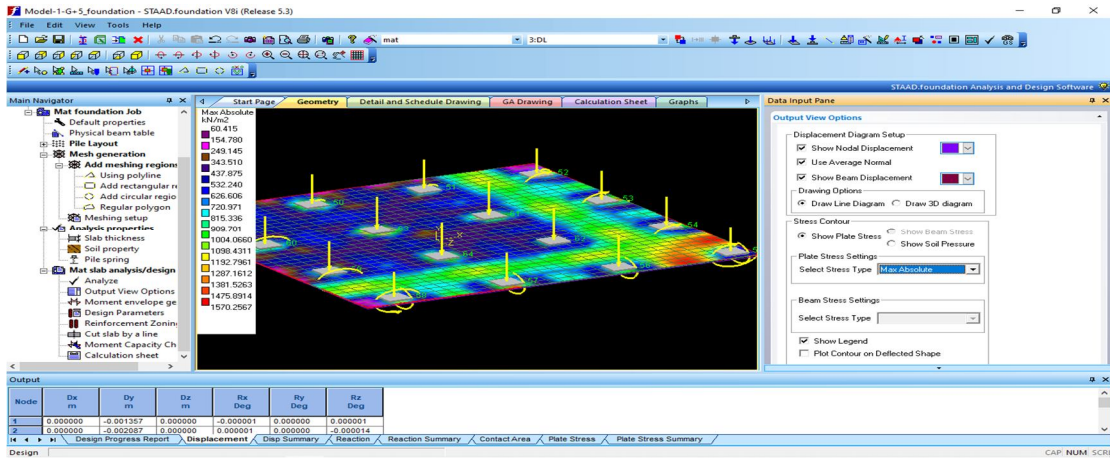 Model-1-G+5_foundation - STAAD.foundation V8i (Release 5.3)
File Edit View Tools Help
mat
3:DL
STAAD.foundation Analysis and Design Software
Main Navigator
Start Page Geometry Detail and Schedule Drawing GA Drawing Calculation Sheet Graphs
Data Input Pane
Mat foundation Job
Default properties
Physical beam table
Pile Layout
Mesh generation
Add meshing regions
Using polyline
Add rectangular re
Add circular regio
Regular polygon
Meshing setup
Analysis properties
Slab thickness
Soil property
Pile spring
Mat slab analysis/design
Analyze
Output View Options
Moment envelope ge
Design Parameters
Reinforcement Zoning
Cut slab by a line
Moment Capacity Ch
Calculation sheet
Max Absolute
kN/m2
60.415
154.780
249.145
343.510
437.875
532.240
626.606
720.971
815.336
909.701
1004.0660
1098.4311
1192.7961
1287.1612
1381.5263
1475.8914
1570.2567
52
53
54
50
60
64
X
Z
Output View Options
Displacement Diagram Setup
Show Nodal Displacement
Use Average Normal
Show Beam Displacement
Drawing Options
Draw Line Diagram Draw 3D diagram
Stress Contour
Show Plate Stress Show Beam Stress
Show Soil Pressure
Plate Stress Settings
Select Stress Type Max Absolute
Beam Stress Settings
Select Stress Type
Show Legend
Plot Contour on Deflected Shape
Output
Node Dx m Dy m Dz m Rx Deg Ry Deg Rz Deg
1 0.000000 -0.001357 0.000000 -0.000001 0.000000 0.000001
2 0.000000 -0.002087 0.000000 0.000001 0.000000 -0.000014
Design Progress Report Displacement Disp Summary Reaction Reaction Summary Contact Area Plate Stress Plate Stress Summary
Design
CAP NUM SCRI